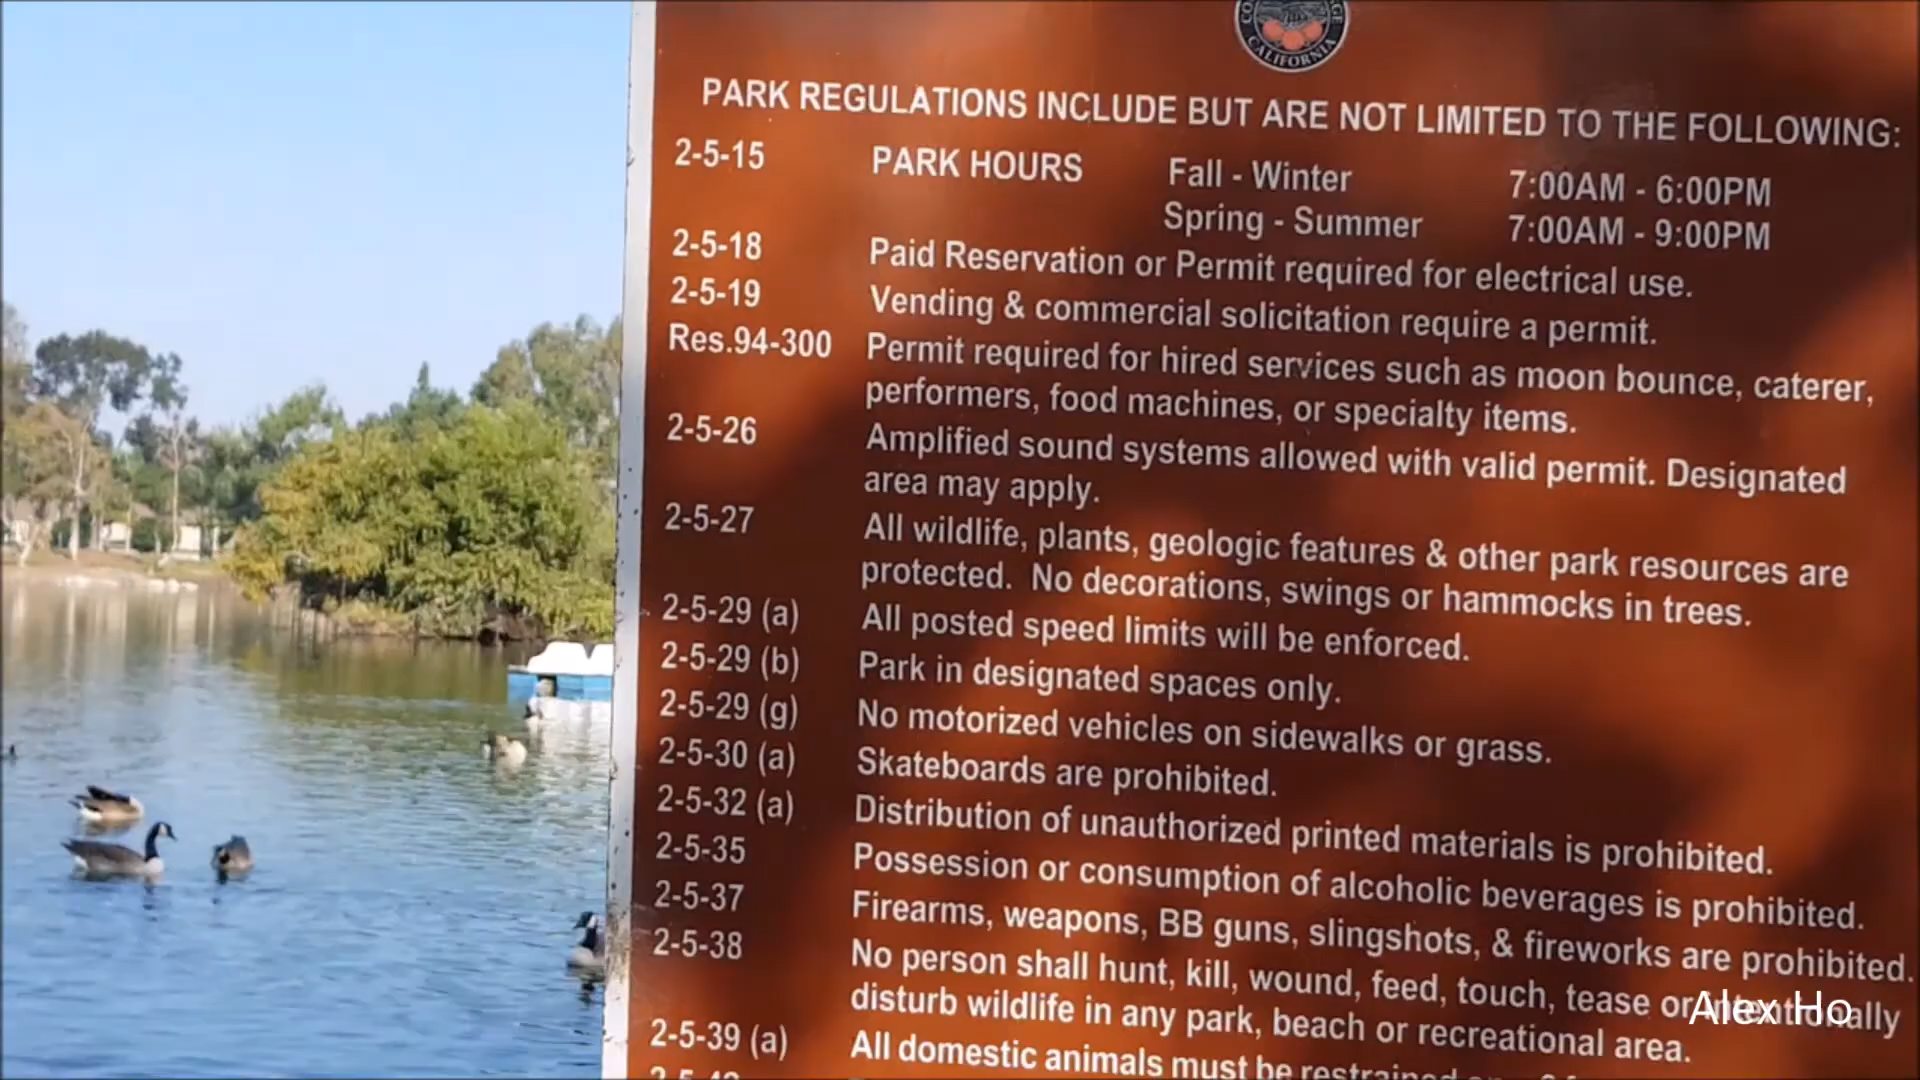 CALIFORNIA
PARK REGULATIONS INCLUDE BUT ARE NOT LIMITED TO THE FOLLOWING:
2-5-15 PARK HOURS Fall - Winter 7:00AM - 6:00PM
Spring - Summer 7:00AM - 9:00PM
2-5-18 Paid Reservation or Permit required for electrical use.
2-5-19 Vending & commercial solicitation require a permit.
Res.94-300 Permit required for hired services such as moon bounce, caterer,
performers, food machines, or specialty items.
2-5-26 Amplified sound systems allowed with valid permit. Designated
area may apply.
2-5-27 All wildlife, plants, geologic features & other park resources are
protected. No decorations, swings or hammocks in trees.
2-5-29 (a) All posted speed limits will be enforced.
2-5-29 (b) Park in designated spaces only.
2-5-29 (g) No motorized vehicles on sidewalks or grass.
2-5-30 (a) Skateboards are prohibited.
2-5-32 (a) Distribution of unauthorized printed materials is prohibited.
2-5-35 Possession or consumption of alcoholic beverages is prohibited.
2-5-37 Firearms, weapons, BB guns, slingshots, & fireworks are prohibited.
2-5-38 No person shall hunt, kill, wound, feed, touch, tease or intentionally
disturb wildlife in any park, beach or recreational area.
2-5-39 (a) All domestic animals must be restrained
Alex Ho